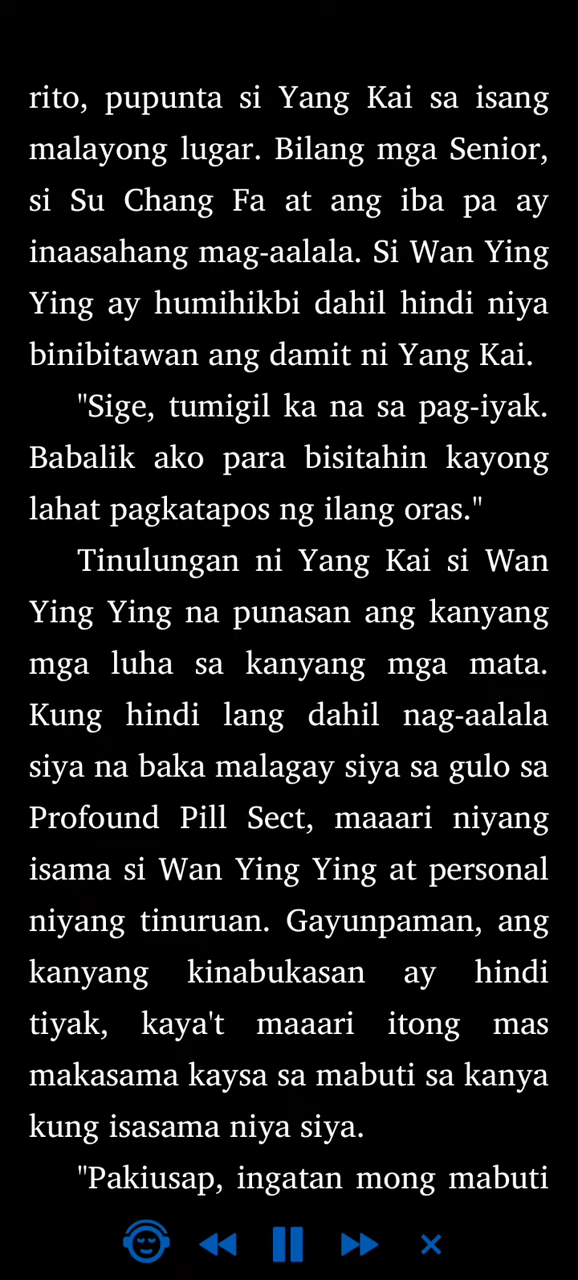 rito, pupunta si Yang Kai sa isang
malayong lugar. Bilang mga Senior,
si Su Chang Fa at ang iba pa ay
inaasahang mag-aalala. Si Wan Ying
Ying ay humihikbi dahil hindi niya
binibitawan ang damit ni Yang Kai.
"Sige, tumigil ka na sa pag-iyak.
Babalik ako para bisitahin kayong
lahat pagkatapos ng ilang oras."
Tinulungan ni Yang Kai si Wan
Ying Ying na punasan ang kanyang
mga luha sa kanyang mga mata.
Kung hindi lang dahil nag-aalala
siya na baka malagay siya sa gulo sa
Profound Pill Sect, maaari niyang
isama si Wan Ying Ying at personal
niyang tinuruan. Gayunpaman, ang
kanyang kinabukasan ay hindi
tiyak, kaya't maaari itong mas
makasama kaysa sa mabuti sa kanya
kung isasama niya siya.
"Pakiusap, ingatan mong mabuti